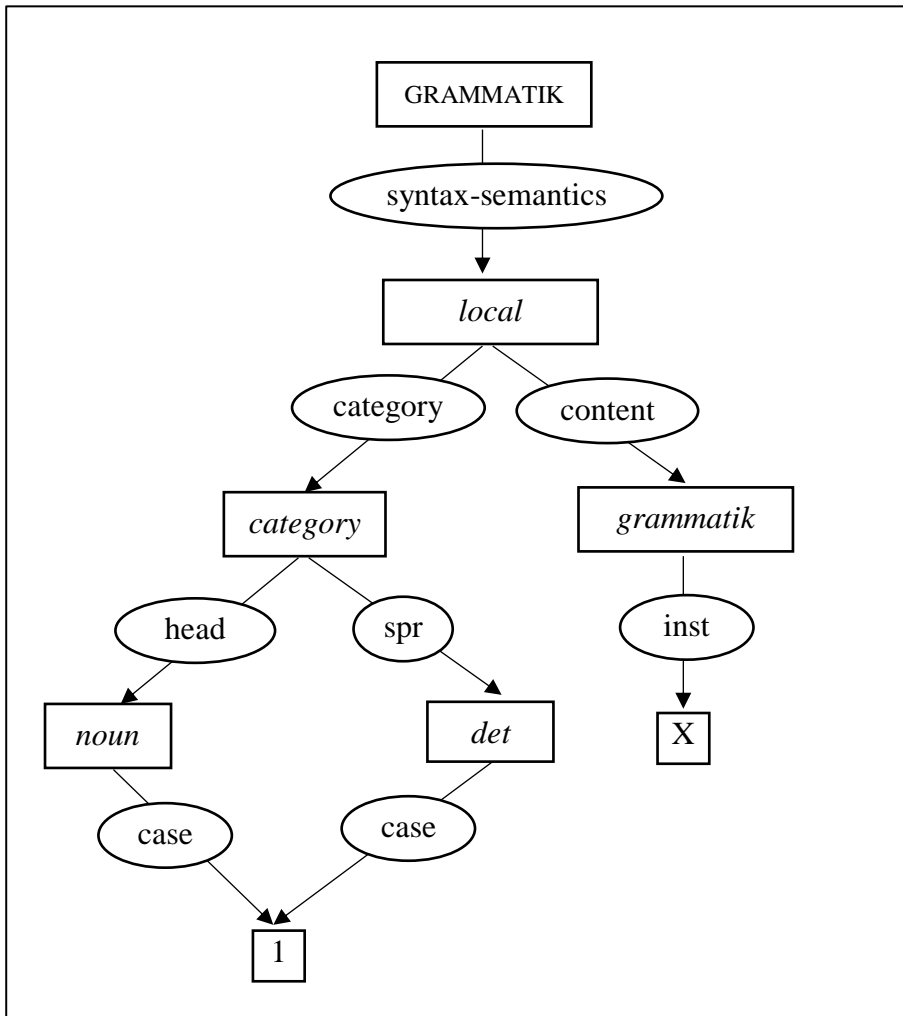 GRAMMATIK
syntax-semantics
local
category
content
category
grammatik
head
spr
inst
noun
det
X
case
case
1